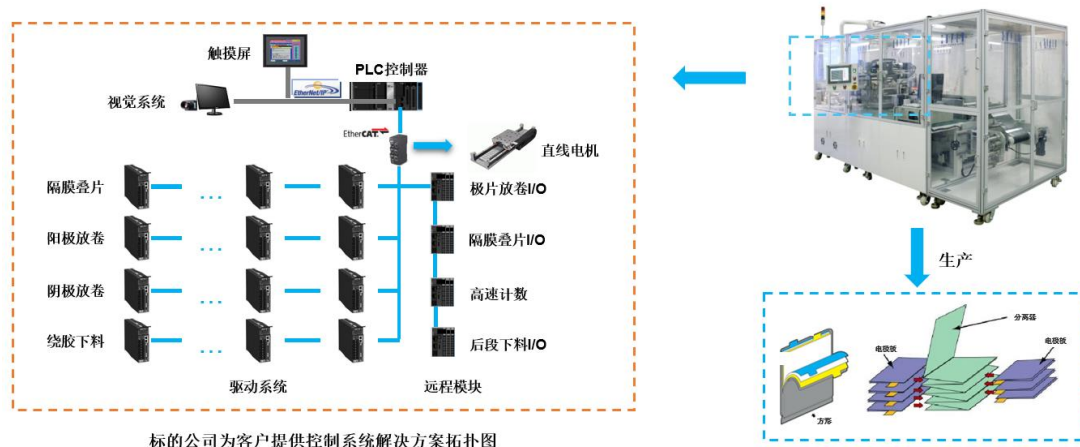 触摸屏
PLC控制器
EtherNet/IP
视觉系统
EtherCAT
直线电机
隔膜叠片
...
极片放卷I/O
阳极放卷
...
隔膜叠片I/O
阴极放卷
...
高速计数
绕胶下料
...
后段下料I/O
驱动系统
远程模块
标的公司为客户提供控制系统解决方案拓扑图
生产
分离器
电极板
电极板
方形